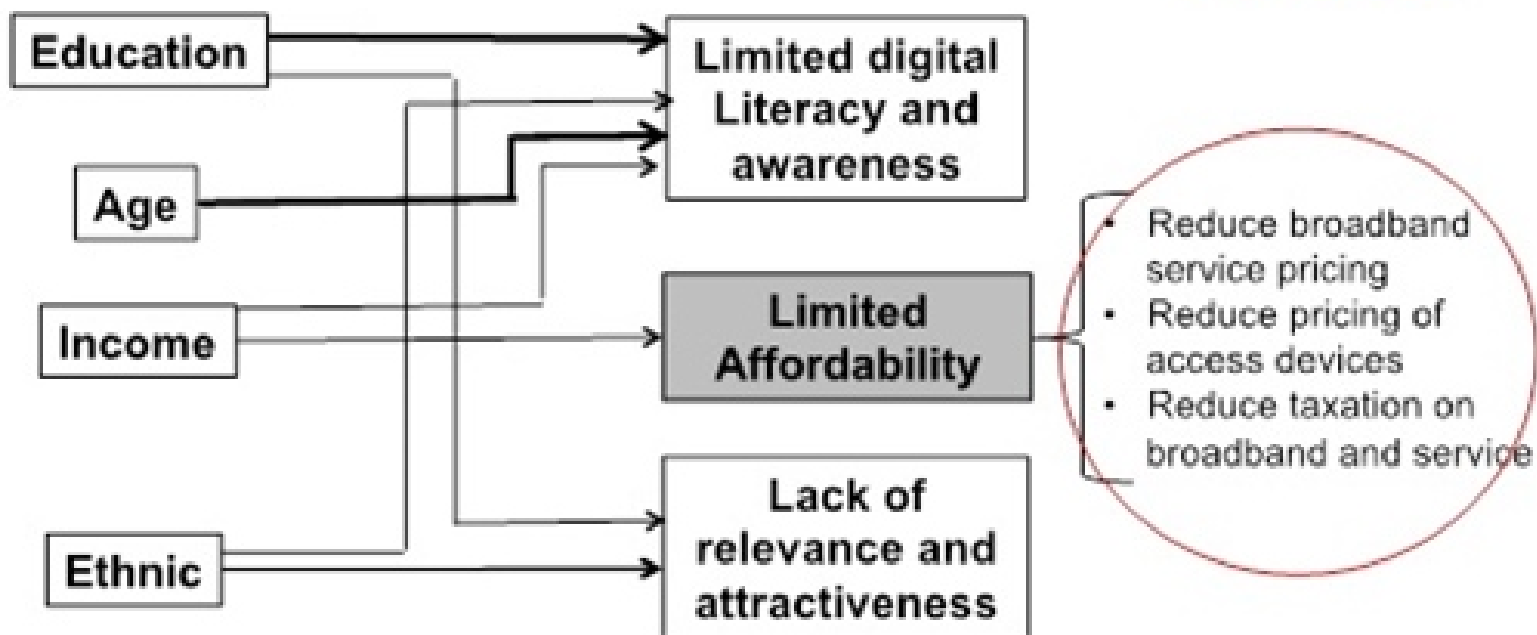 Education
Limited digital
Literacy and
awareness
Age
Income
Limited
Affordability
• Reduce broadband
service pricing
• Reduce pricing of
access devices
• Reduce taxation on
broadband and service
Ethnic
Lack of
relevance and
attractiveness